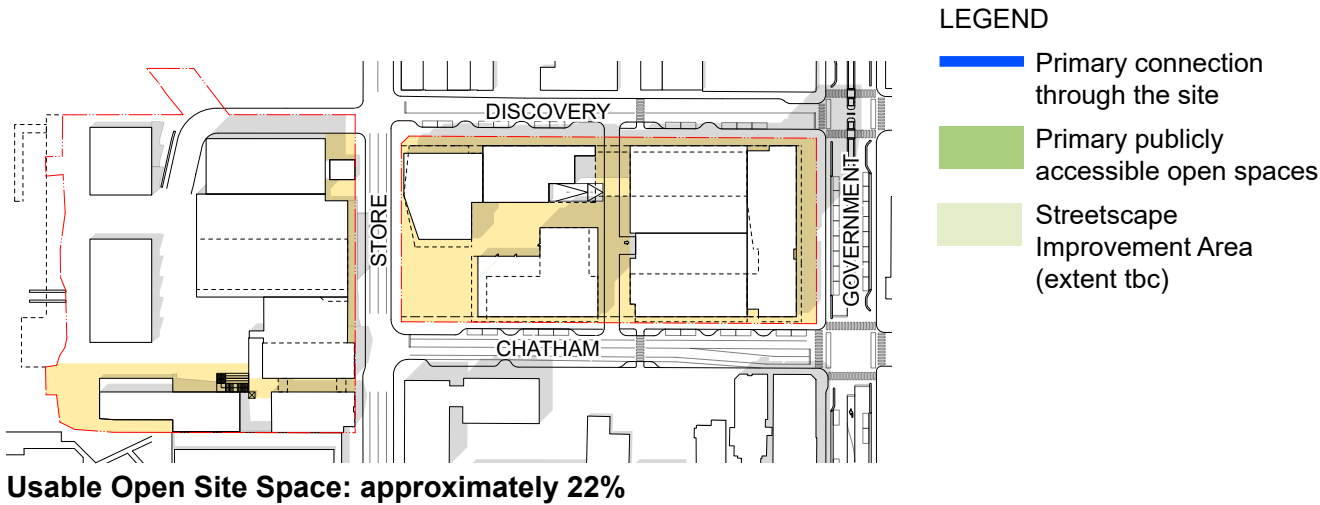 LEGEND
Primary connection
through the site
Primary publicly
accessible open spaces
Streetscape
Improvement Area
(extent tbc)
DISCOVERY
STORE
GOVERNMENT
CHATHAM
Usable Open Site Space: approximately 22%